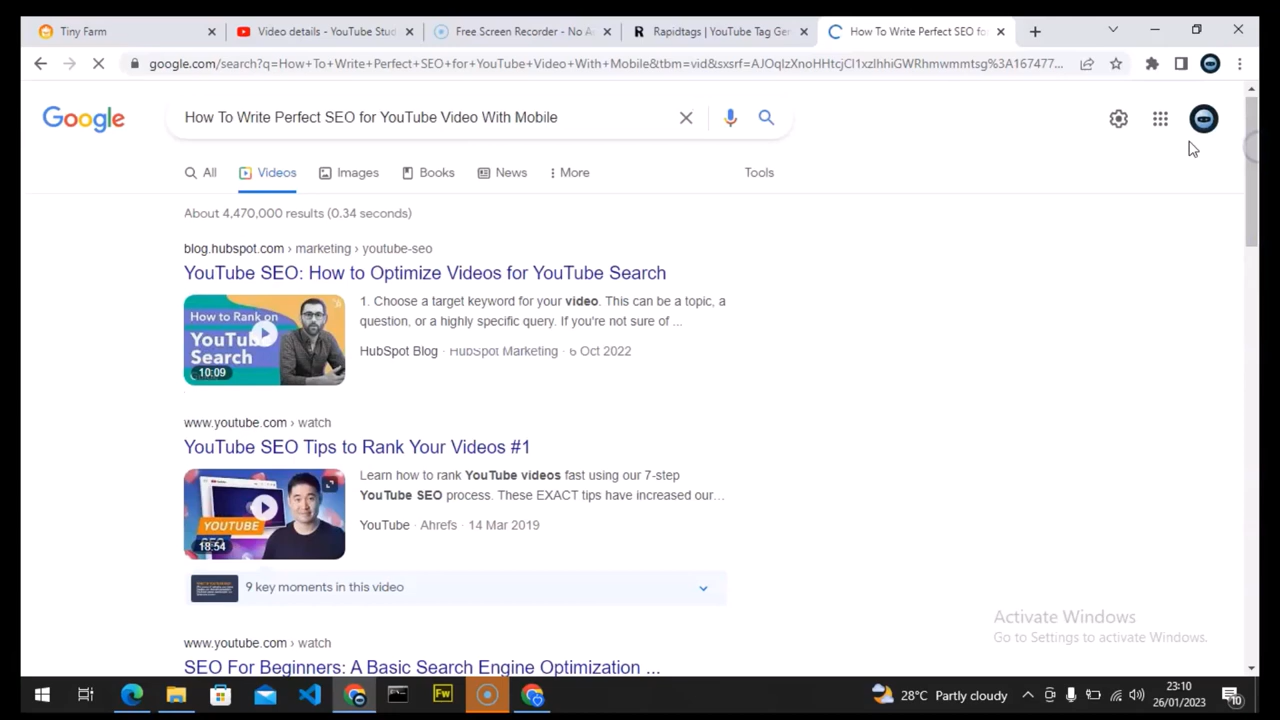 Tiny Farm
Video details - YouTube Stud
Free Screen Recorder - No A
Rapidtags | YouTube Tag Ger
How To Write Perfect SEO fo
google.com/search?q=How+To+Write+Perfect+SEO+for+YouTube+Video+With+Mobile&tbm=vid&sxsrf=AJOqlzXnoHHtcjCl1xzlhhiGWRhmwmmtsg%3A167477...
Google
How To Write Perfect SEO for YouTube Video With Mobile
All
Videos
Images
Books
News
More
Tools
About 4,470,000 results (0.34 seconds)
blog.hubspot.com › marketing › youtube-seo
YouTube SEO: How to Optimize Videos for YouTube Search
How to Rank on
YouTube
Search
10:09
1. Choose a target keyword for your video. This can be a topic, a
question, or a highly specific query. If you're not sure of ...
HubSpot Blog · HubSpot Marketing · 6 Oct 2022
www.youtube.com › watch
YouTube SEO Tips to Rank Your Videos #1
YOUTUBE
SEO
18:54
Learn how to rank YouTube videos fast using our 7-step
YouTube SEO process. These EXACT tips have increased our...
YouTube · Ahrefs · 14 Mar 2019
9 key moments in this video
www.youtube.com › watch
SEO For Beginners: A Basic Search Engine Optimization ...
Activate Windows
Go to Settings to activate Windows.
Fw
28°C Partly cloudy
23:10
26/01/2023
10